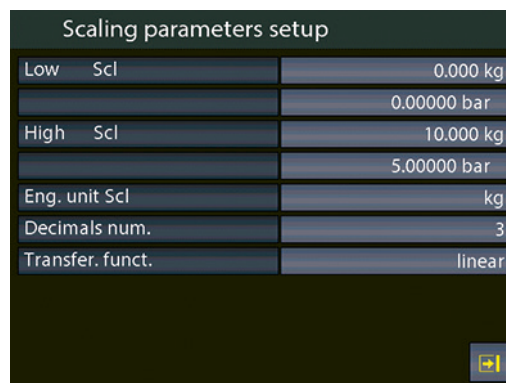 Scaling parameters setup
Low Scl 0.000 kg
0.00000 bar
High Scl 10.000 kg
5.00000 bar
Eng. unit Scl kg
Decimals num. 3
Transfer. funct. linear